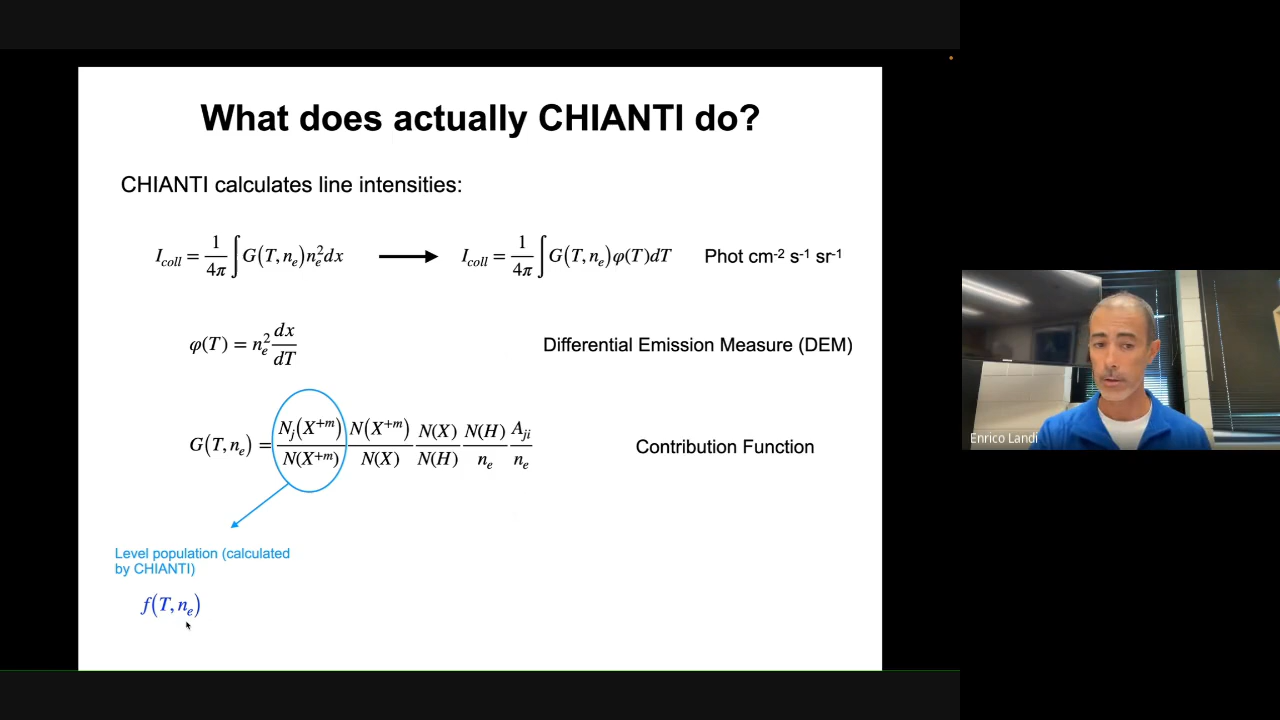 What does actually CHIANTI do?
CHIANTI calculates line intensities:
I_coll = 1/4π ∫ G(T, n_e) n_e² dx → I_coll = 1/4π ∫ G(T, n_e) φ(T) dT Phot cm⁻² s⁻¹ sr⁻¹
φ(T) = n_e² dx/dT Differential Emission Measure (DEM)
G(T, n_e) = N_j(X⁺ᵐ)/N(X⁺ᵐ) N(X⁺ᵐ)/N(X) N(X)/N(H) N(H)/n_e A_ji/n_e Contribution Function
Level population (calculated
by CHIANTI)
f(T, n_e)
Enrico Landi